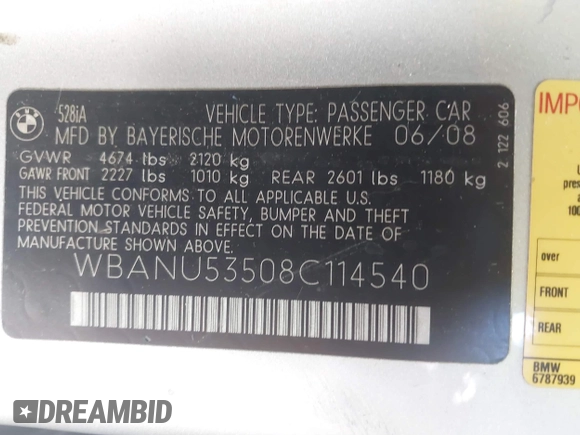 BMW
528iA
VEHICLE TYPE: PASSENGER CAR
MFD BY BAYERISCHE MOTORENWERKE 06/08
GVWR 4674 lbs 2120 kg
GAWR FRONT 2227 lbs 1010 kg REAR 2601 lbs 1180 kg
THIS VEHICLE CONFORMS TO ALL APPLICABLE U.S.
FEDERAL MOTOR VEHICLE SAFETY, BUMPER AND THEFT
PREVENTION STANDARDS IN EFFECT ON THE DATE OF
MANUFACTURE SHOWN ABOVE.
WBANU53508C114540
2 122 606
over
FRONT
REAR
BMW
6787939
DREAMBID